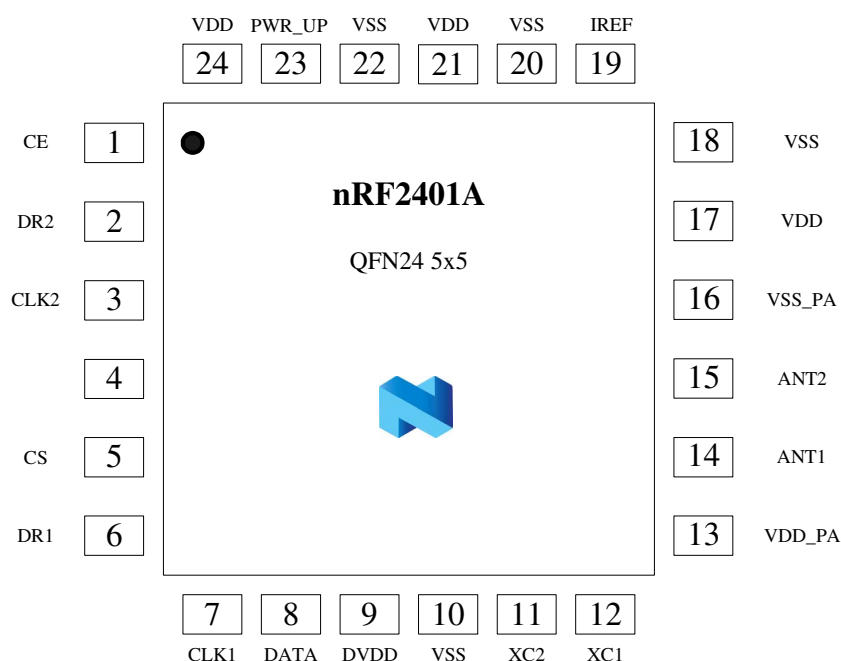 VDD PWR_UP VSS VDD VSS IREF
24 23 22 21 20 19
CE 1 18 VSS
nRF2401A
DR2 2 17 VDD
QFN24 5x5
CLK2 3 16 VSS_PA
4 15 ANT2
CS 5 14 ANT1
DR1 6 13 VDD_PA
7 8 9 10 11 12
CLK1 DATA DVDD VSS XC2 XC1